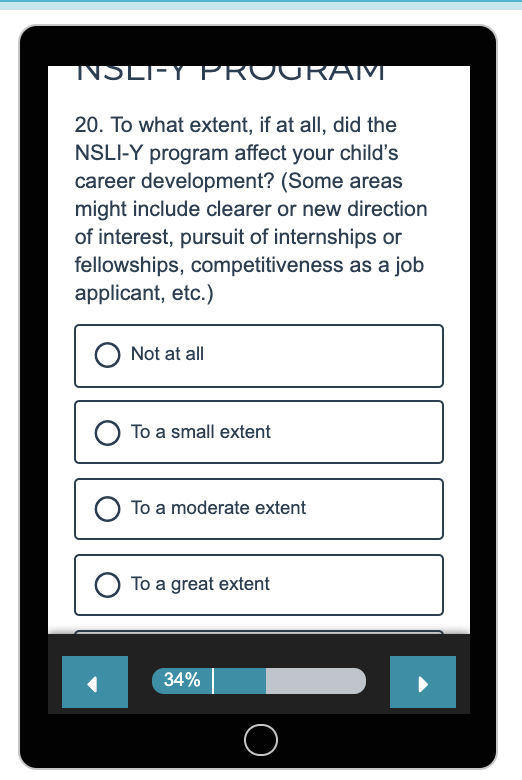 NSLI-Y PROGRAM
20. To what extent, if at all, did the
NSLI-Y program affect your child's
career development? (Some areas
might include clearer or new direction
of interest, pursuit of internships or
fellowships, competitiveness as a job
applicant, etc.)
Not at all
To a small extent
To a moderate extent
To a great extent
34%